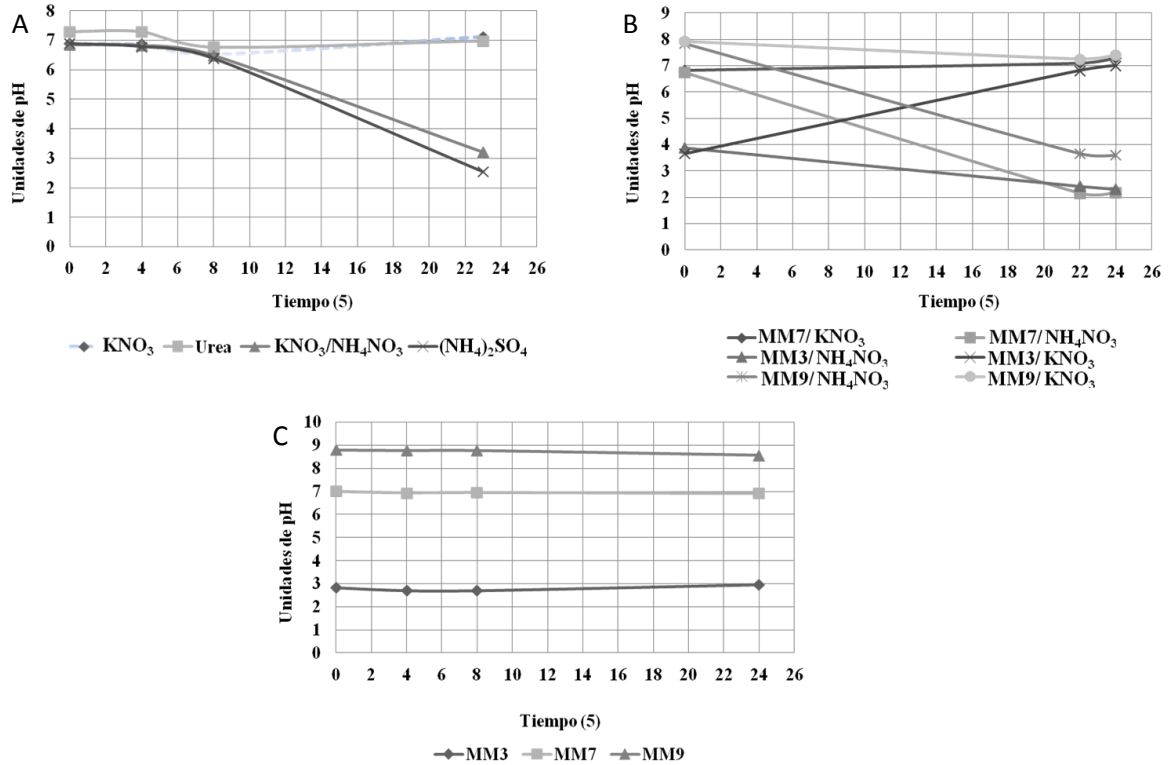 A
Unidades de pH
8
7
6
5
4
3
2
1
0
0 2 4 6 8 10 12 14 16 18 20 22 24 26
Tiempo (5)
KNO₃ Urea KNO₃/NH₄NO₃ (NH₄)₂SO₄
B
Unidades de pH
9
8
7
6
5
4
3
2
1
0
0 2 4 6 8 10 12 14 16 18 20 22 24 26
Tiempo (5)
MM7/ KNO₃ MM7/NH₄NO₃
MM3/NH₄NO₃ MM3/KNO₃
MM9/ NH₄NO₃ MM9/ KNO₃
C
Unidades de pH
10
9
8
7
6
5
4
3
2
1
0
0 2 4 6 8 10 12 14 16 18 20 22 24 26
Tiempo (5)
MM3 MM7 MM9